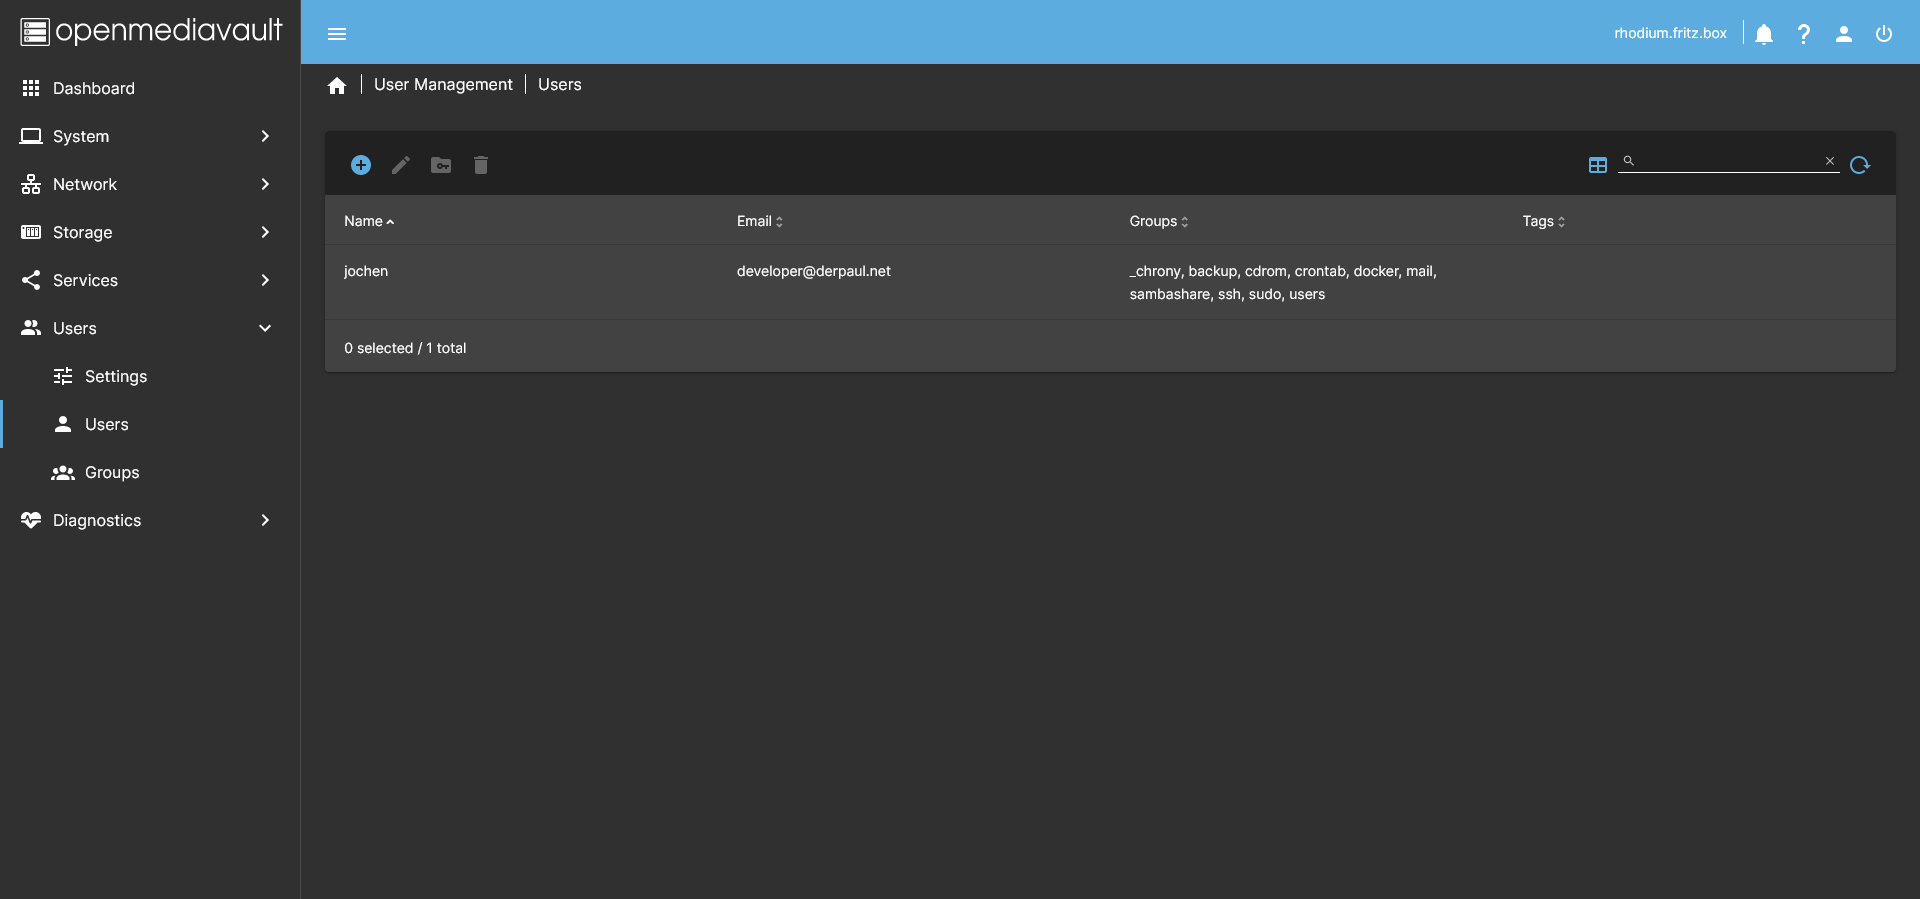 openmediavault
rhodium.fritz.box
Dashboard
System
Network
Storage
Services
Users
Settings
Users
Groups
Diagnostics
User Management
Users
Name
Email
Groups
Tags
jochen
developer@derpaul.net
_chrony, backup, cdrom, crontab, docker, mail,
sambashare, ssh, sudo, users
0 selected / 1 total